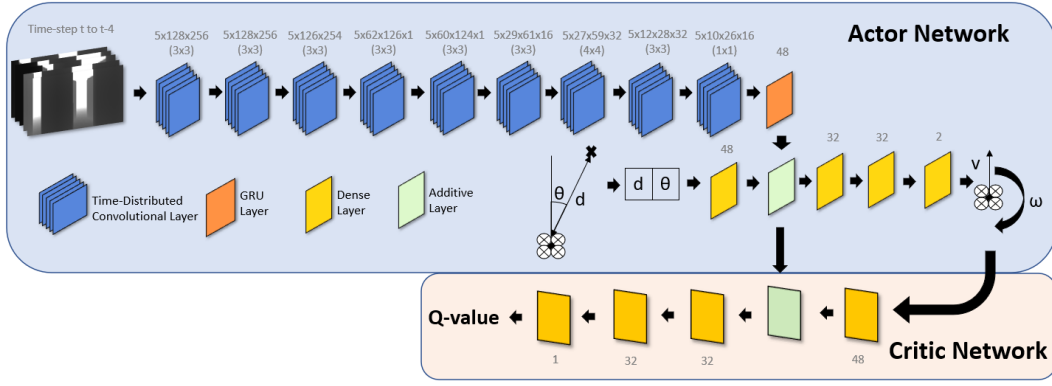 Actor Network
Time-step t to t-4
5x128x256
(3x3)
5x128x256
(3x3)
5x126x254
(3x3)
5x62x126x1
(3x3)
5x60x124x1
(3x3)
5x29x61x16
(3x3)
5x27x59x32
(4x4)
5x12x28x32
(3x3)
5x10x26x16
(1x1)
48
48
32
32
2
θ
d
d
θ
v
ω
Time-Distributed
Convolutional Layer
GRU
Layer
Dense
Layer
Additive
Layer
Q-value
1
32
32
48
Critic Network